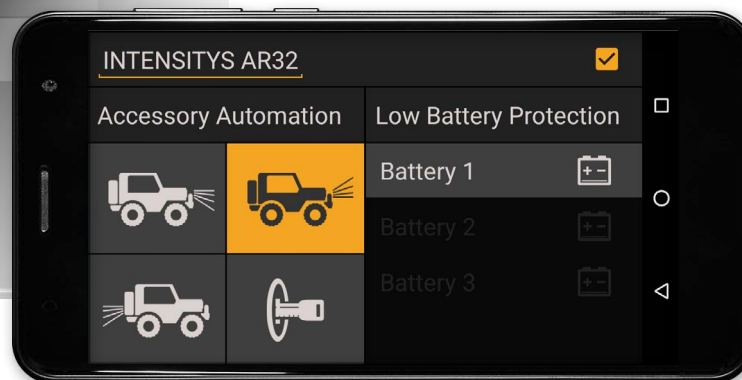 INTENSITYS AR32
Accessory Automation
Low Battery Protection
Battery 1
Battery 2
Battery 3